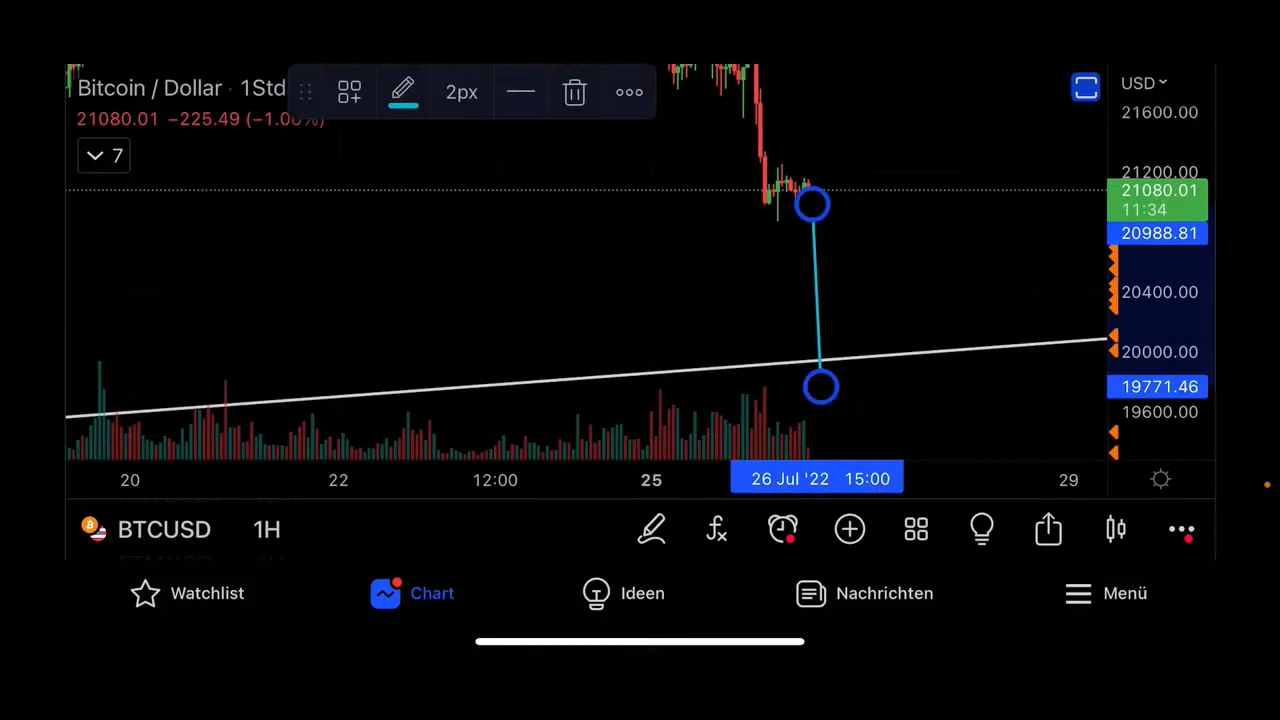 Bitcoin / Dollar · 1Std
2px
USD
21080.01 −225.49 (−1.06%)
7
21600.00
21200.00
21080.01
11:34
20988.81
20400.00
20000.00
19771.46
19600.00
20
22
12:00
25
26 Jul '22 15:00
29
BTCUSD 1H
Watchlist
Chart
Ideen
Nachrichten
Menü